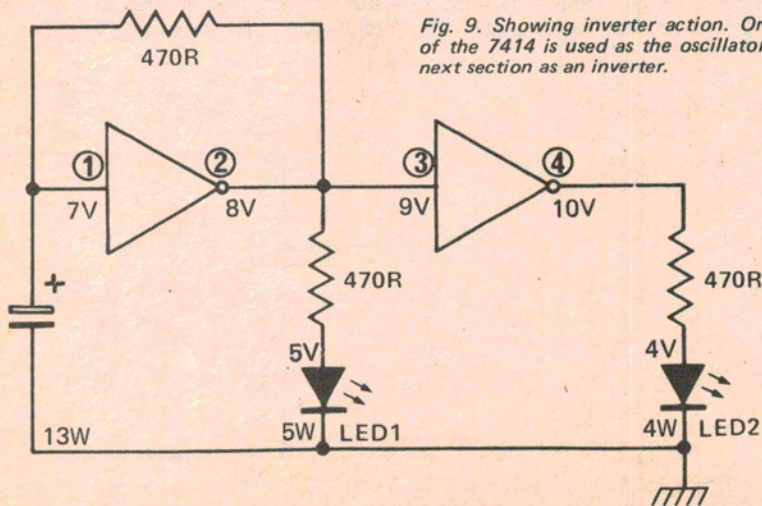 Fig. 9. Showing inverter action. On
of the 7414 is used as the oscillator
next section as an inverter.
470R
1
2
3
4
7V
8V
9V
10V
+
470R
470R
5V
4V
13W
5W
LED1
4W
LED2